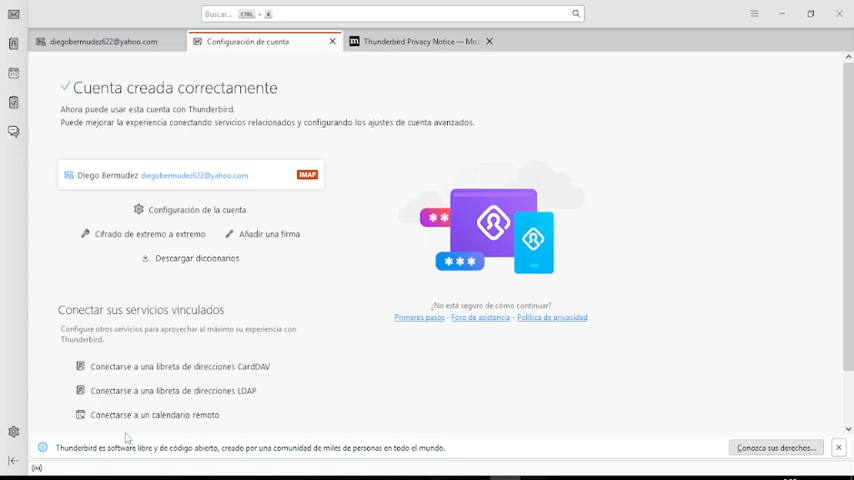 Buscar... CTRL + K
diegobermudez622@yahoo.com
Configuración de cuenta
Thunderbird Privacy Notice — Moz
Cuenta creada correctamente
Ahora puede usar esta cuenta con Thunderbird.
Puede mejorar la experiencia conectando servicios relacionados y configurando los ajustes de cuenta avanzados.
Diego Bermudez diegobermudez622@yahoo.com IMAP
Configuración de la cuenta
Cifrado de extremo a extremo Añadir una firma
Descargar diccionarios
Conectar sus servicios vinculados
Configure otros servicios para aprovechar al máximo su experiencia con
Thunderbird.
Conectarse a una libreta de direcciones CardDAV
Conectarse a una libreta de direcciones LDAP
Conectarse a un calendario remoto
¿No está seguro de cómo continuar?
Primeros pasos - Foro de asistencia - Política de privacidad
Thunderbird es software libre y de código abierto, creado por una comunidad de miles de personas en todo el mundo.
Conozca sus derechos...